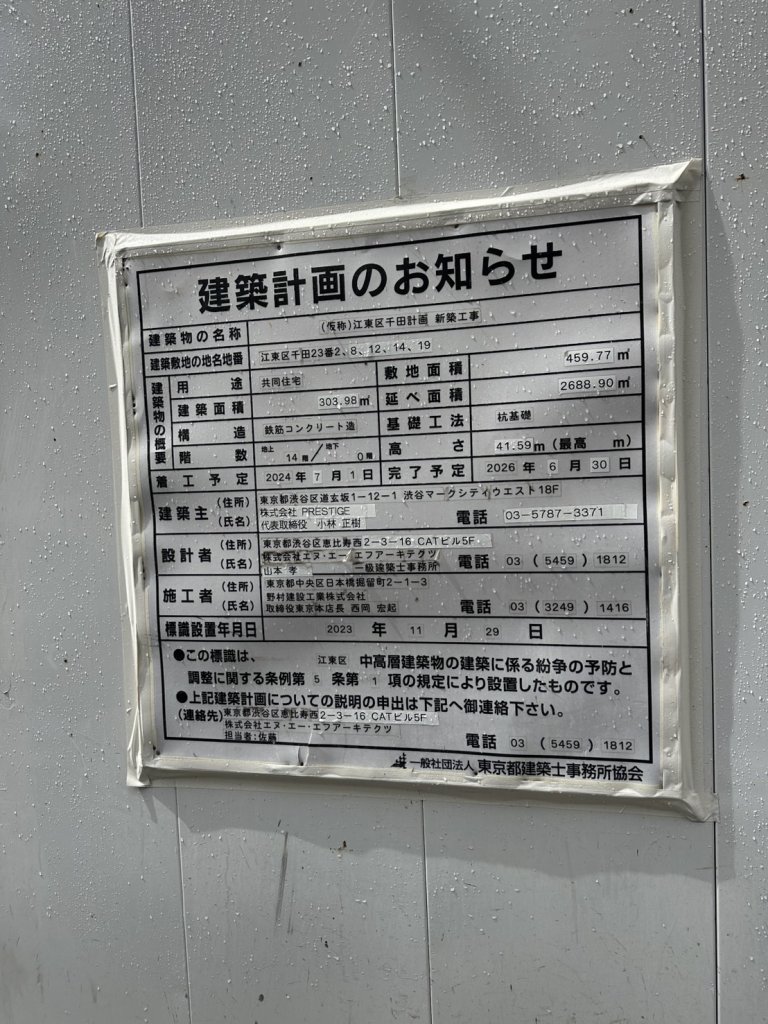 建築計画のお知らせ
建築物の名称 (仮称)江東区千田計画 新築工事
建築敷地の地名地番 江東区千田23番2、8、12、14、19
建築物の概要
用途 共同住宅 敷地面積 459.77㎡
建築面積 303.98㎡ 延べ面積 2688.90㎡
構造 鉄筋コンクリート造 基礎工法 杭基礎
階数 地上 14階/地下 0階 高さ 41.59m(最高 m)
着工予定 2024年7月1日 完了予定 2026年6月30日
建築主 (住所) 東京都渋谷区道玄坂1-12-1 渋谷マークシティウエスト18F
(氏名) 株式会社 PRESTIGE
代表取締役 小林 正樹 電話 03-5787-3371
設計者 (住所) 東京都渋谷区恵比寿西2-3-16 CATビル5F
(氏名) 株式会社エヌ・エー・エフアーキテクツ
山本 孝 級建築士事務所 電話 03 (5459) 1812
施工者 (住所) 東京都中央区日本橋堀留町2-1-3
(氏名) 野村建設工業株式会社
取締役東京本店長 西岡 宏起 電話 03 (3249) 1416
標識設置年月日 2023 年 11 月 29 日
●この標識は、 江東区 中高層建築物の建築に係る紛争の予防と
調整に関する条例第 5 条第 1 項の規定により設置したものです。
●上記建築計画についての説明の申出は下記へ御連絡下さい。
(連絡先) 東京都渋谷区恵比寿西2-3-16 CATビル5F
株式会社エヌ・エー・エフアーキテクツ
担当者:佐藤 電話 03 (5459) 1812
一般社団法人 東京都建築士事務所協会